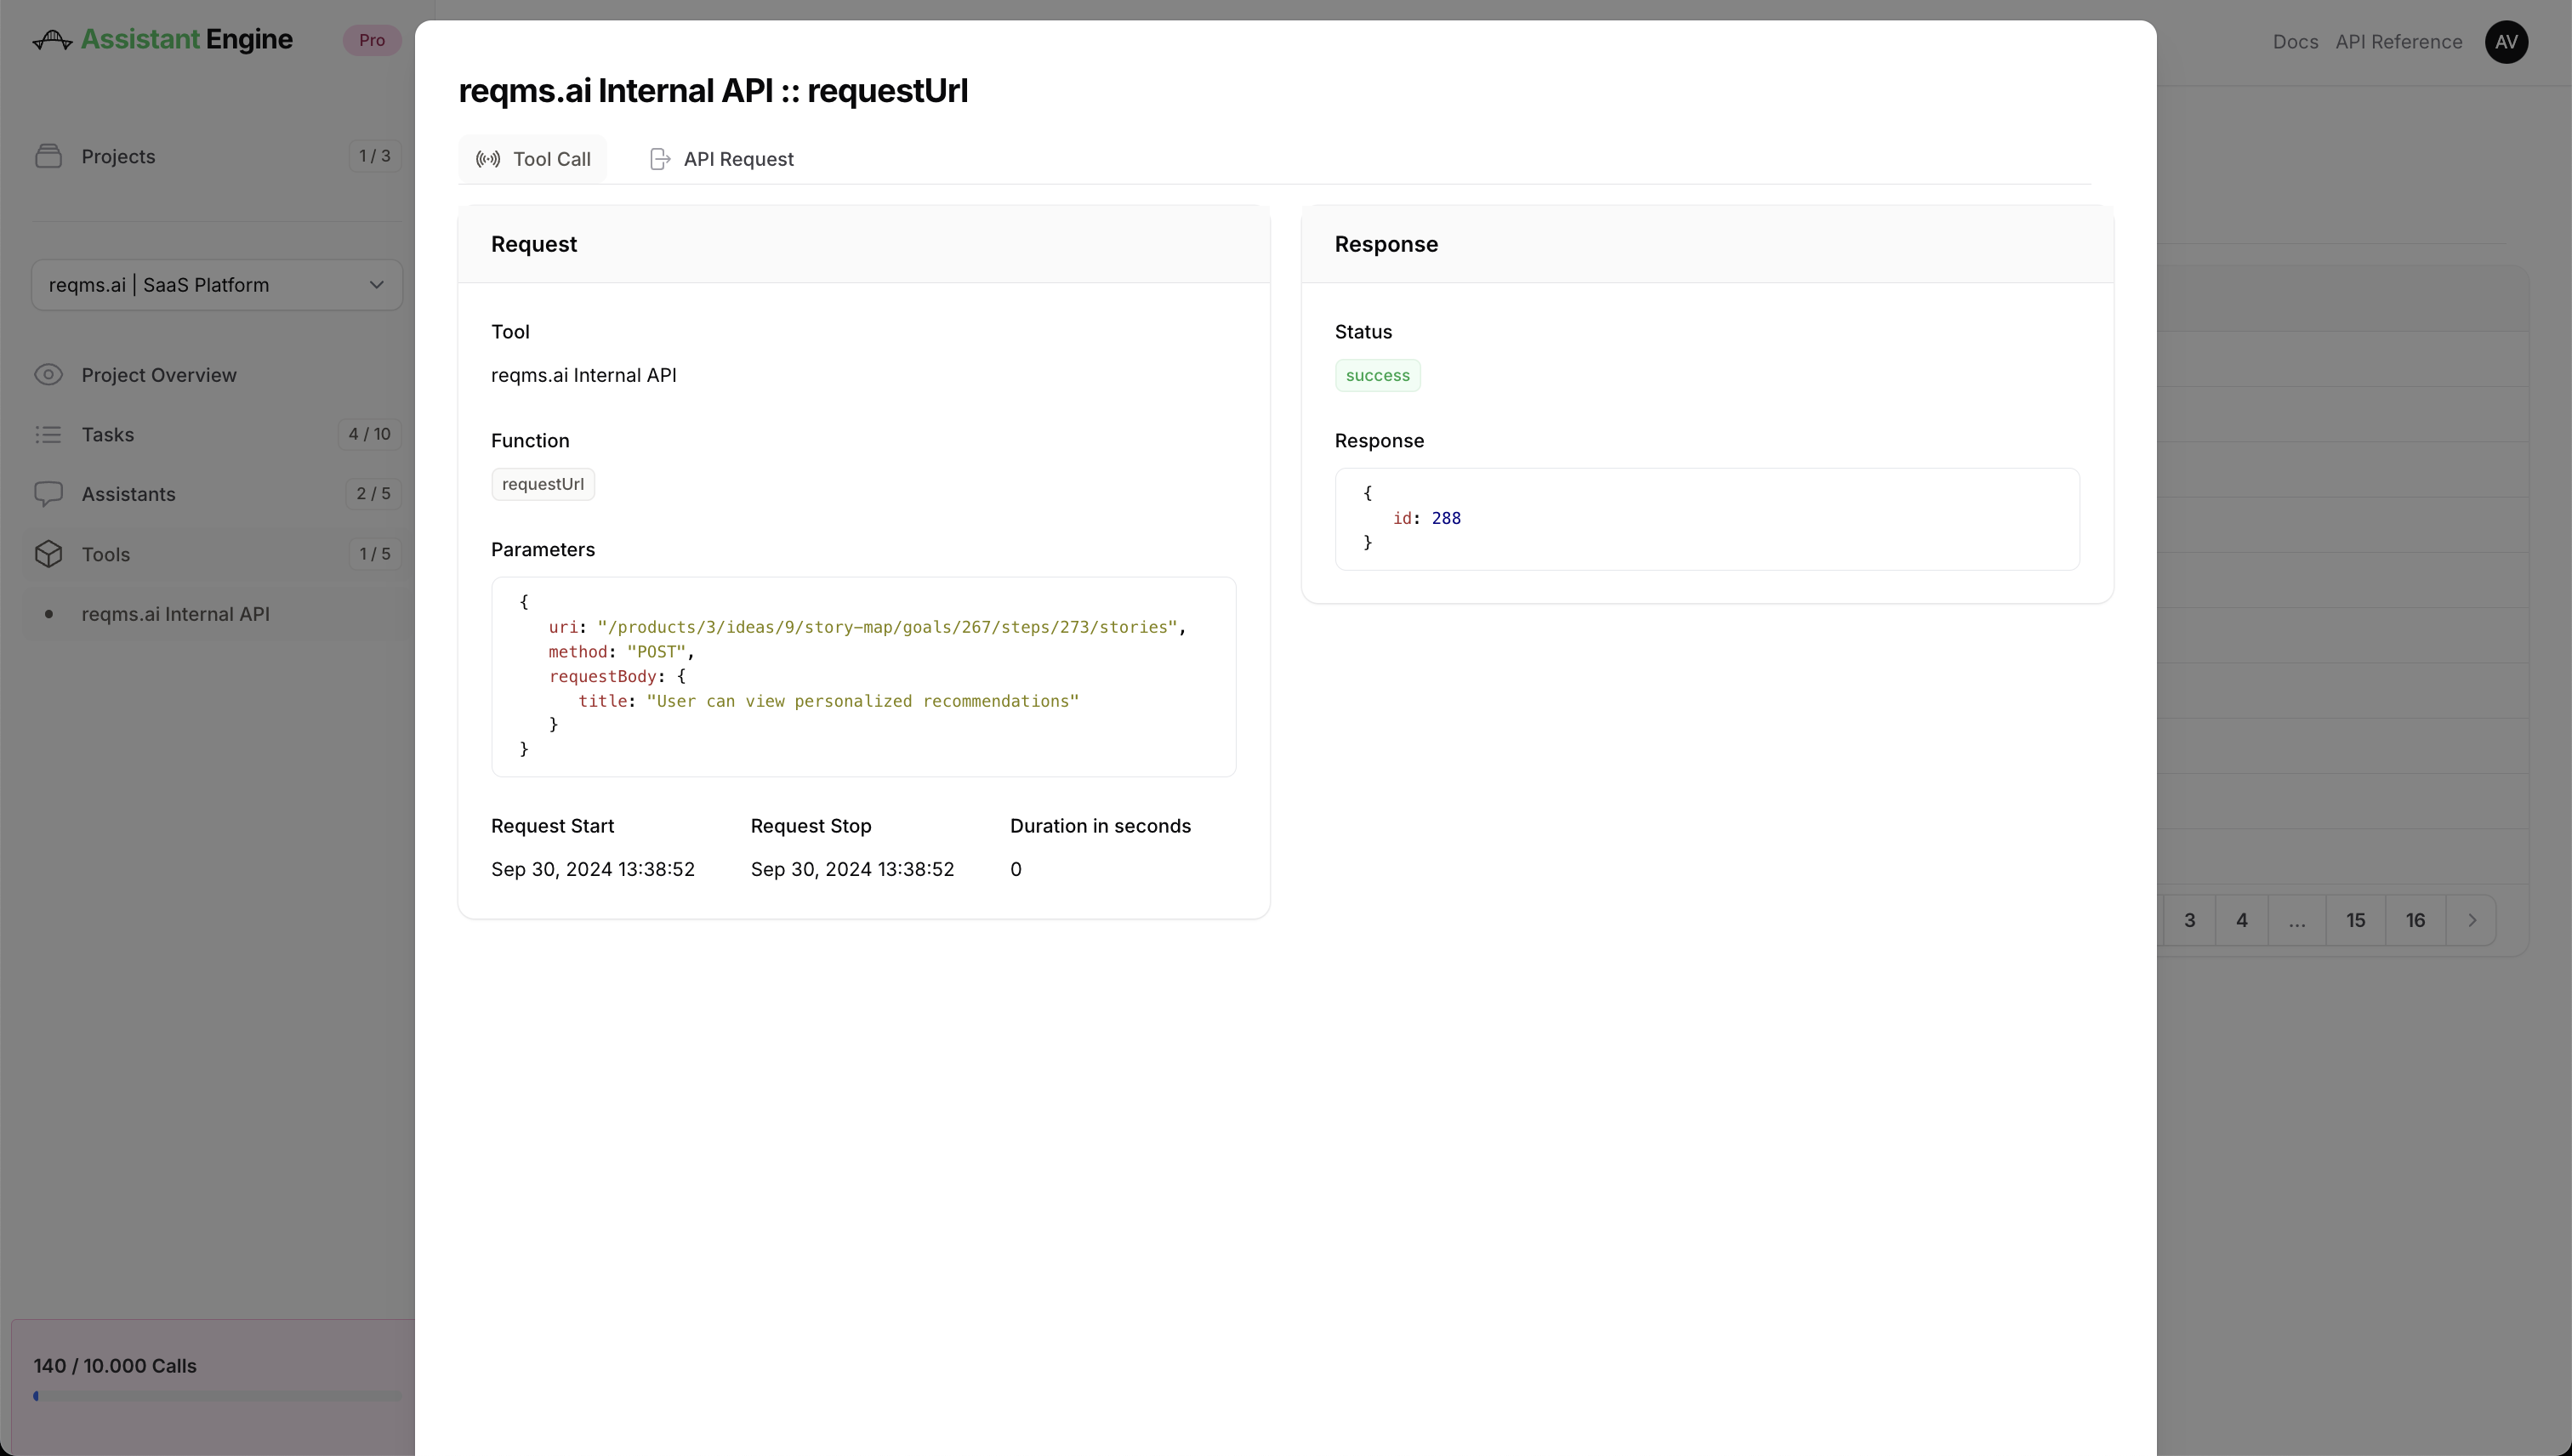 Assistant Engine
Pro
Docs
API Reference
AV
Projects
1 / 3
reqms.ai | SaaS Platform
Project Overview
Tasks
4 / 10
Assistants
2 / 5
Tools
1 / 5
reqms.ai Internal API
140 / 10.000 Calls
reqms.ai Internal API :: requestUrl
Tool Call
API Request
Request
Tool
reqms.ai Internal API
Function
requestUrl
Parameters
{
uri: "/products/3/ideas/9/story-map/goals/267/steps/273/stories",
method: "POST",
requestBody: {
title: "User can view personalized recommendations"
}
}
Request Start
Request Stop
Duration in seconds
Sep 30, 2024 13:38:52
Sep 30, 2024 13:38:52
0
Response
Status
success
Response
{
id: 288
}
3
4
...
15
16